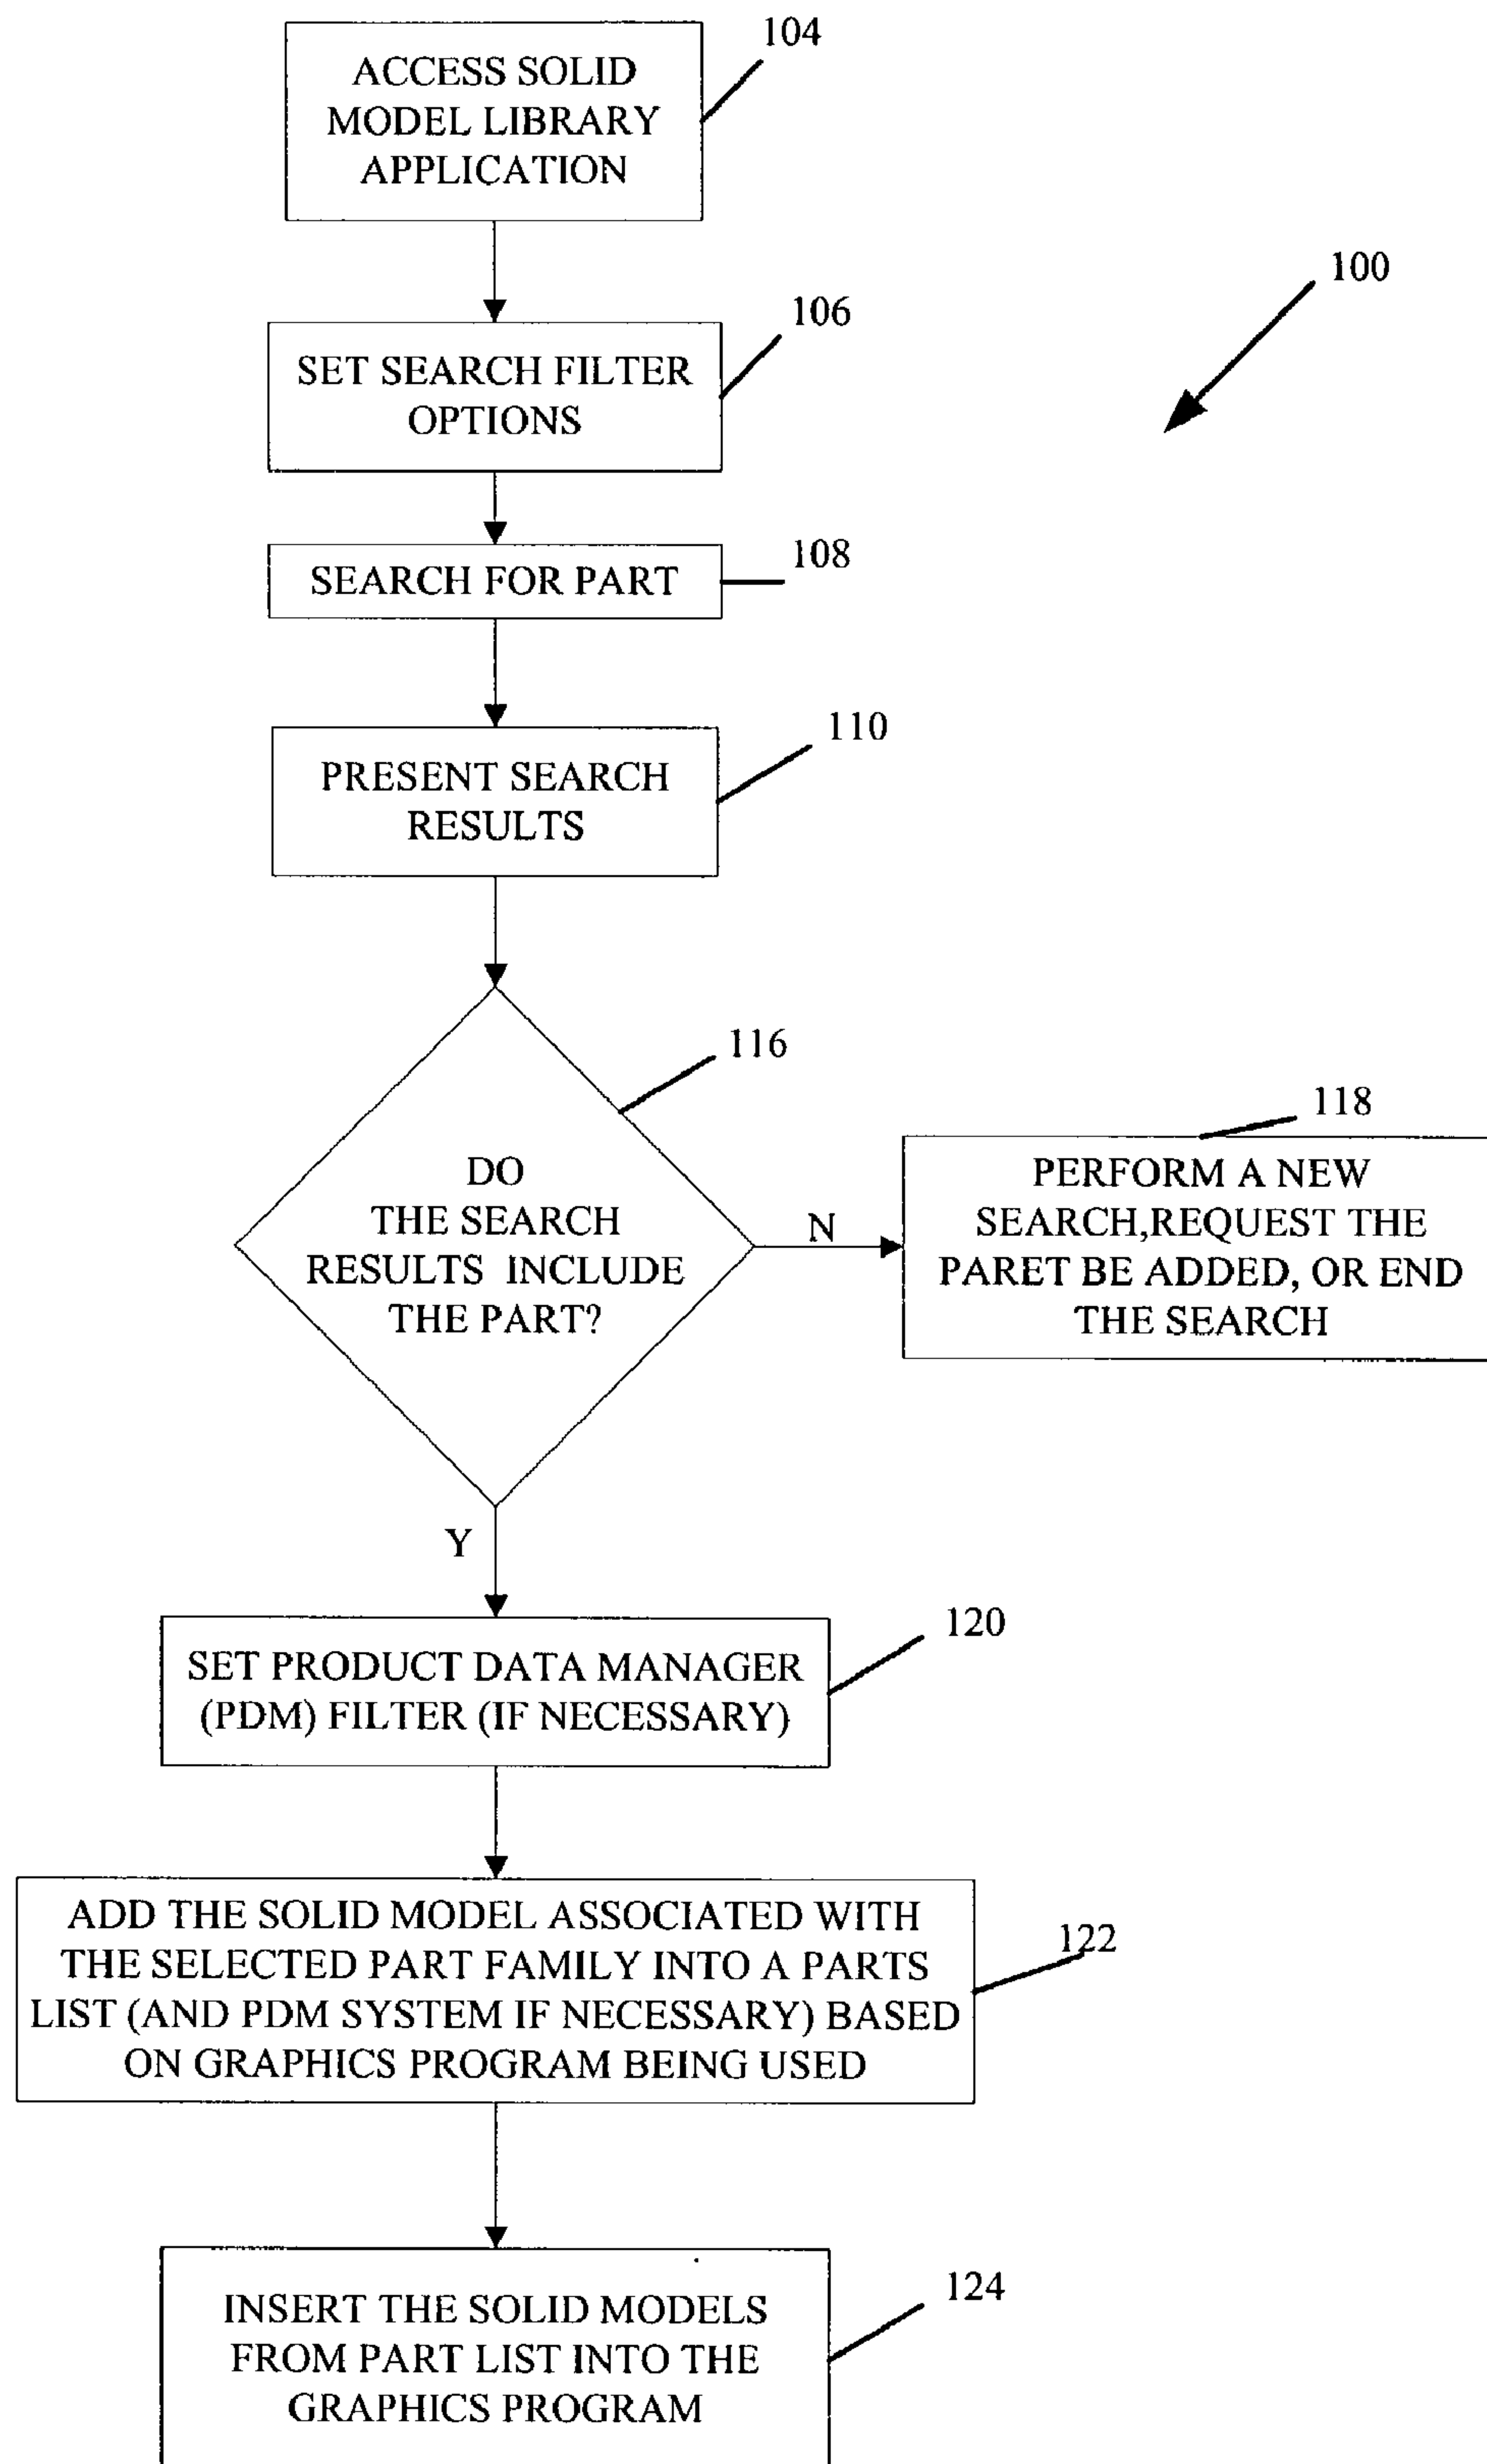 104
ACCESS SOLID
MODEL LIBRARY
APPLICATION
100
106
SET SEARCH FILTER
OPTIONS
108
SEARCH FOR PART
110
PRESENT SEARCH
RESULTS
116
DO
THE SEARCH
RESULTS INCLUDE
THE PART?
N
118
PERFORM A NEW
SEARCH,REQUEST THE
PARET BE ADDED, OR END
THE SEARCH
Y
120
SET PRODUCT DATA MANAGER
(PDM) FILTER (IF NECESSARY)
122
ADD THE SOLID MODEL ASSOCIATED WITH
THE SELECTED PART FAMILY INTO A PARTS
LIST (AND PDM SYSTEM IF NECESSARY) BASED
ON GRAPHICS PROGRAM BEING USED
124
INSERT THE SOLID MODELS
FROM PART LIST INTO THE
GRAPHICS PROGRAM